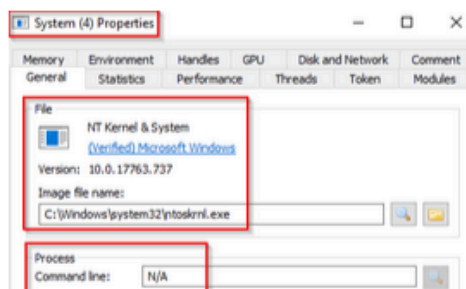 System (4) Properties
Memory Environment Handles GPU Disk and Network Comment
General Statistics Performance Threads Token Modules
File
NT Kernel & System
(Verified) Microsoft Windows
Version: 10.0.17763.737
Image file name:
C:\Windows\system32\ntoskrnl.exe
Process
Command line: N/A